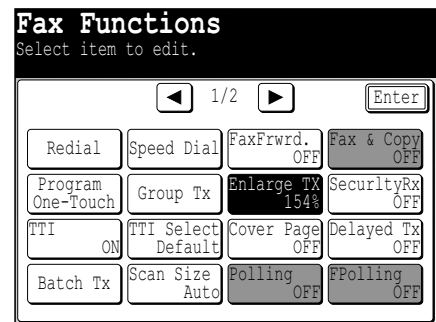 Fax Functions
Select item to edit.
◀ 1/2 ▶ Enter
Redial
Speed Dial
FaxFrwrd.
OFF
Fax & Copy
OFF
Program
One-Touch
Group Tx
Enlarge TX
154%
SecurltyRx
OFF
TTI
ON
TTI Select
Default
Cover Page
OFF
Delayed Tx
OFF
Batch Tx
Scan Size
Auto
Polling
OFF
FPolling
OFF